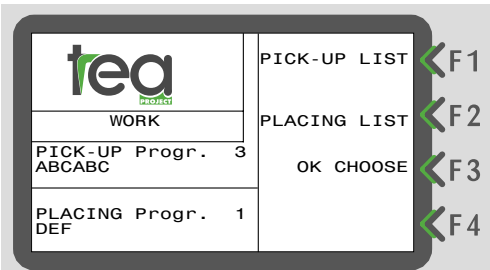 tea
PROJECT
WORK
PICK-UP Progr. 3
ABCABC
PLACING Progr. 1
DEF
PICK-UP LIST
PLACING LIST
OK CHOOSE
F1
F2
F3
F4